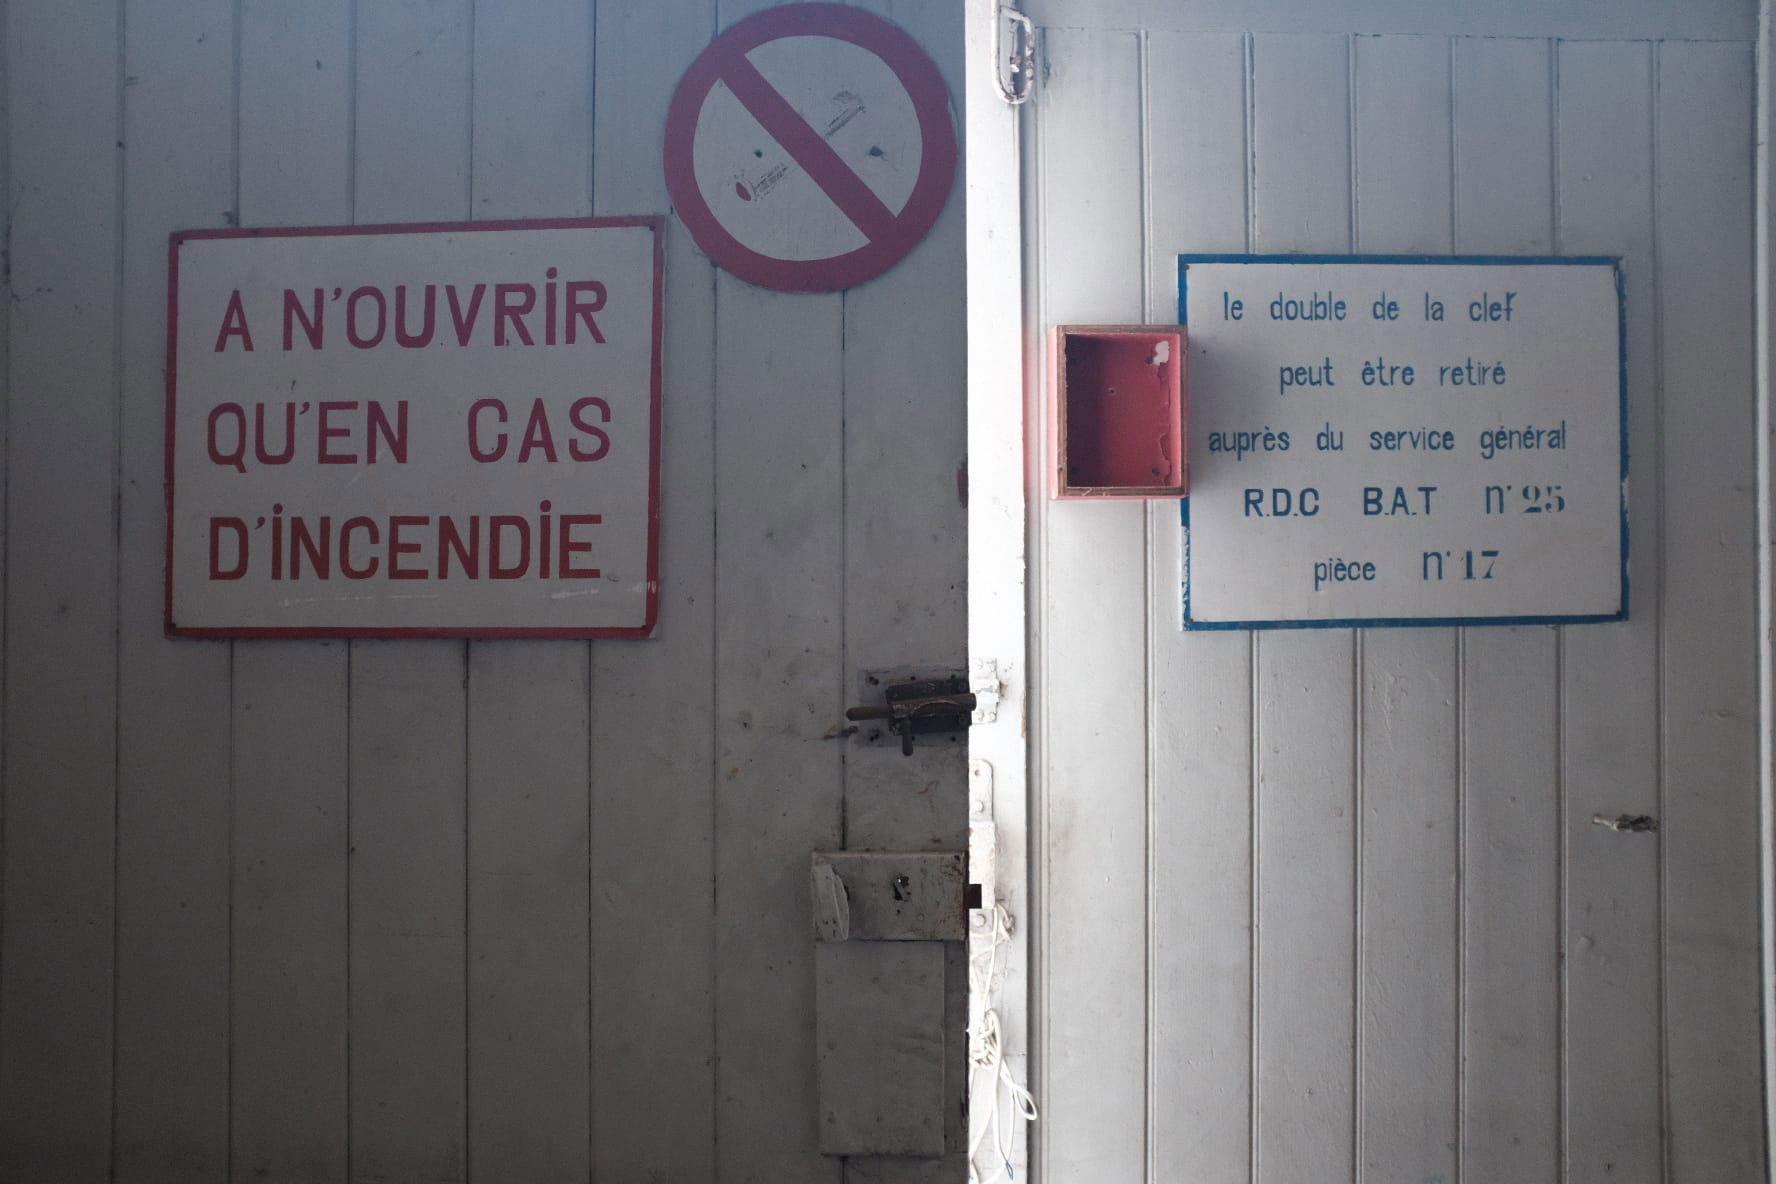 A N'OUVRIR
QU'EN CAS
D'INCENDIE
le double de la clef
peut être retiré
auprès du service général
R.D.C B.A.T n° 25
pièce n° 17